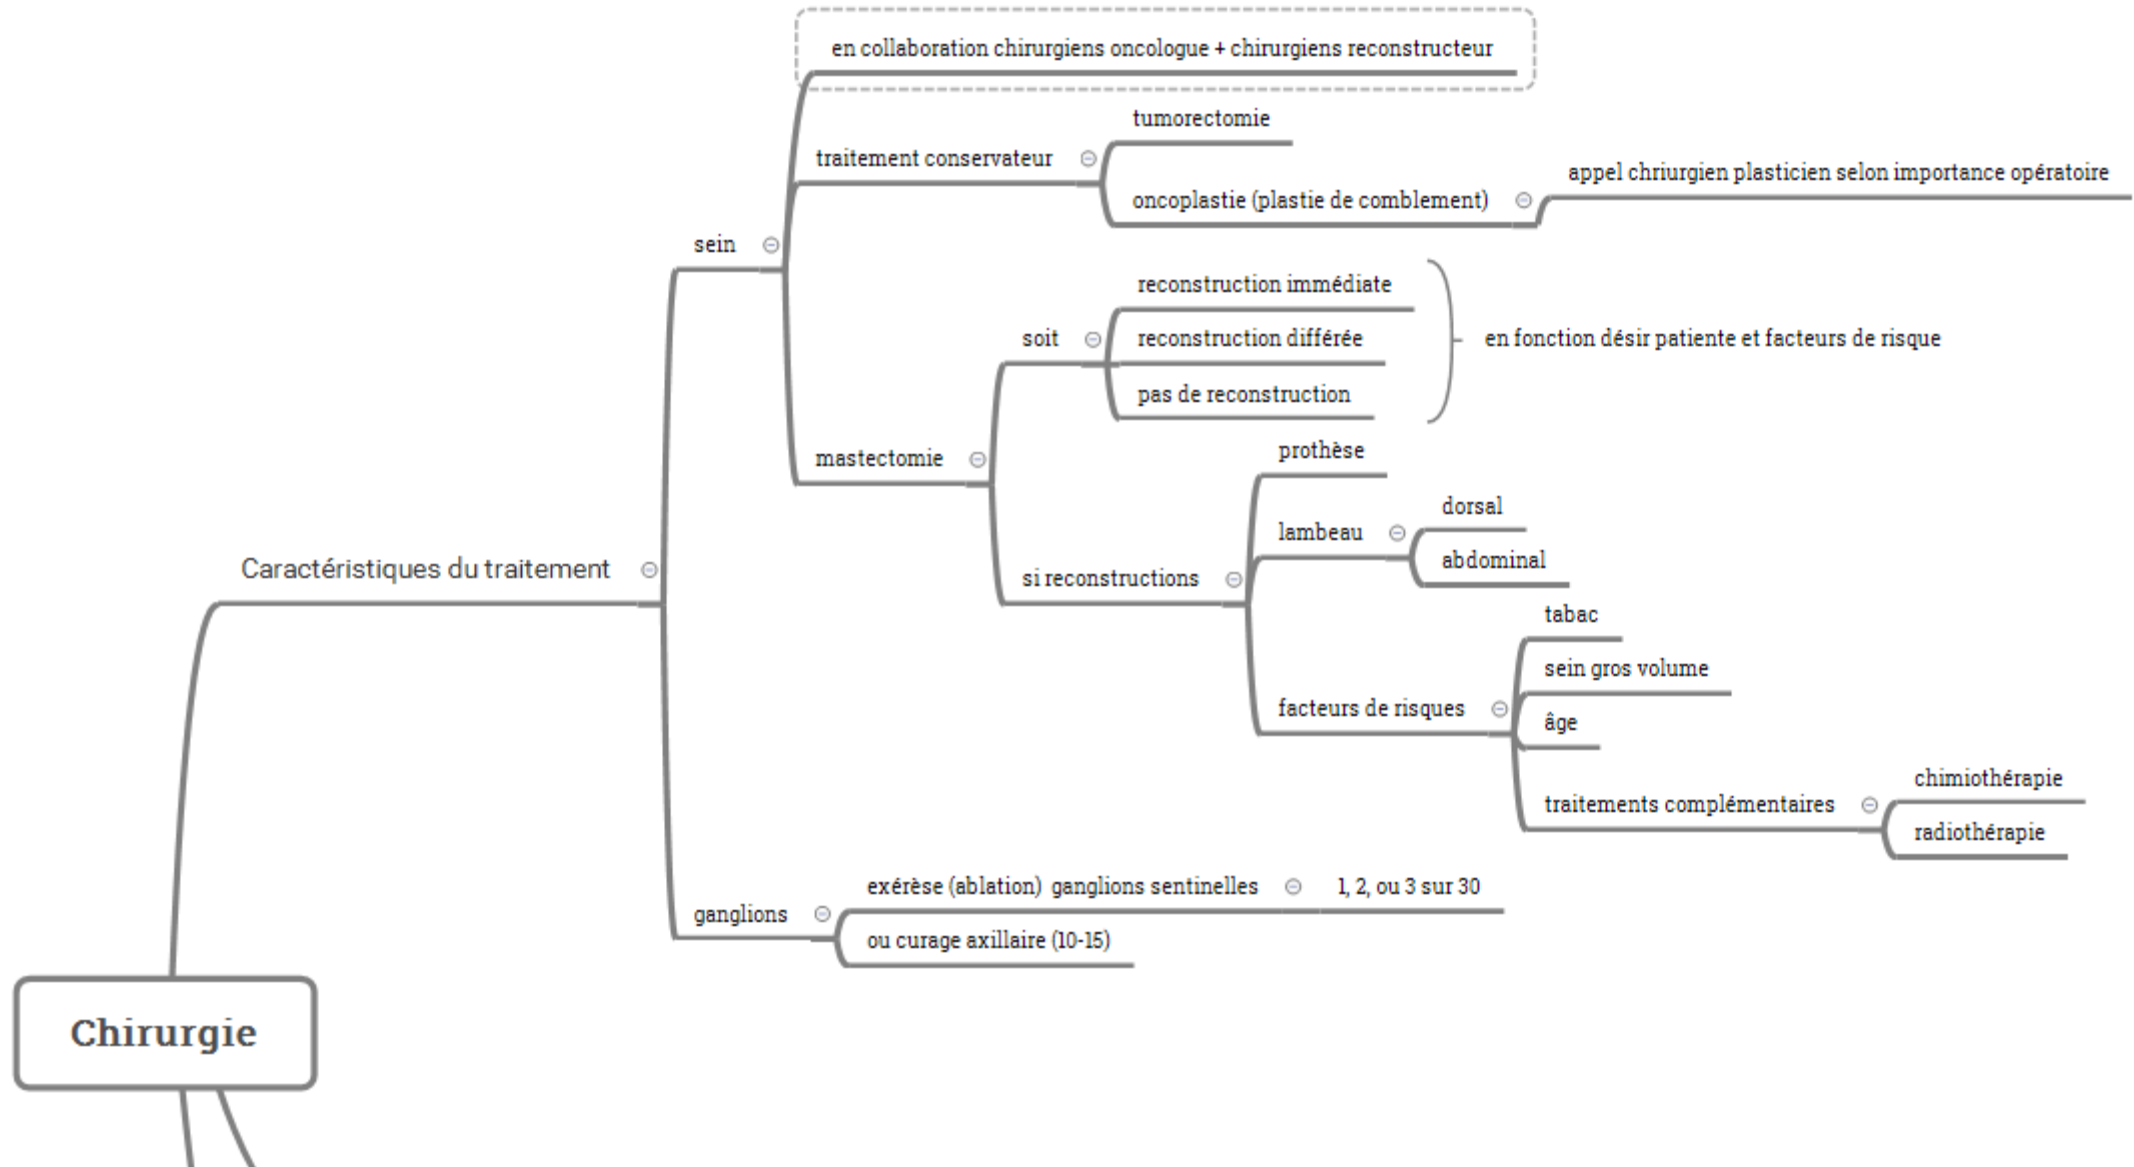 en collaboration chirurgiens oncologue + chirurgiens reconstructeur
tumorectomie
traitement conservateur
appel chriurgien plasticien selon importance opératoire
oncoplastie (plastie de comblement)
sein
reconstruction immédiate
soit
reconstruction différée
en fonction désir patiente et facteurs de risque
pas de reconstruction
prothèse
mastectomie
dorsal
lambeau
abdominal
Caractéristiques du traitement
si reconstructions
tabac
sein gros volume
facteurs de risques
âge
chimiothérapie
traitements complémentaires
radiothérapie
exérèse (ablation) ganglions sentinelles
1, 2, ou 3 sur 30
ganglions
ou curage axillaire (10-15)
Chirurgie